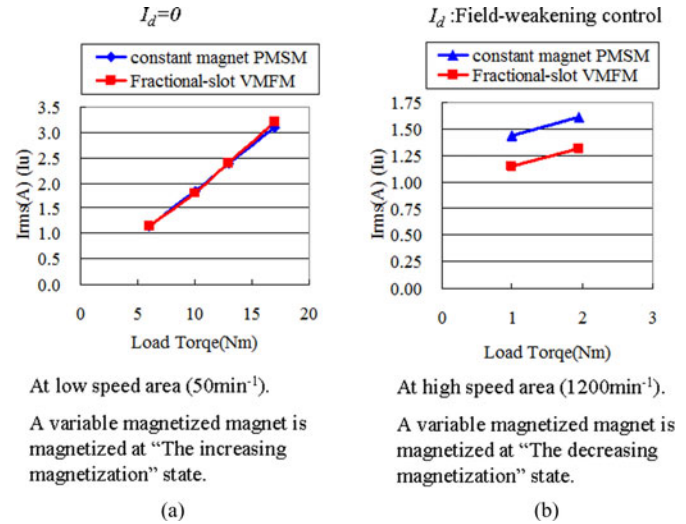 I_d=0
constant magnet PMSM
Fractional-slot VMFM
3.5
3.0
2.5
2.0
1.5
1.0
0.5
0.0
Irms(A) (Iu)
0 5 10 15 20
Load Torqe(Nm)
At low speed area (50min⁻¹).
A variable magnetized magnet is
magnetized at “The increasing
magnetization” state.
(a)
I_d :Field-weakening control
constant magnet PMSM
Fractional-slot VMFM
1.75
1.50
1.25
1.00
0.75
0.50
0.25
0.00
Irms(A) (Iu)
0 1 2 3
Load Torqe(Nm)
At high speed area (1200min⁻¹).
A variable magnetized magnet is
magnetized at “The decreasing
magnetization” state.
(b)